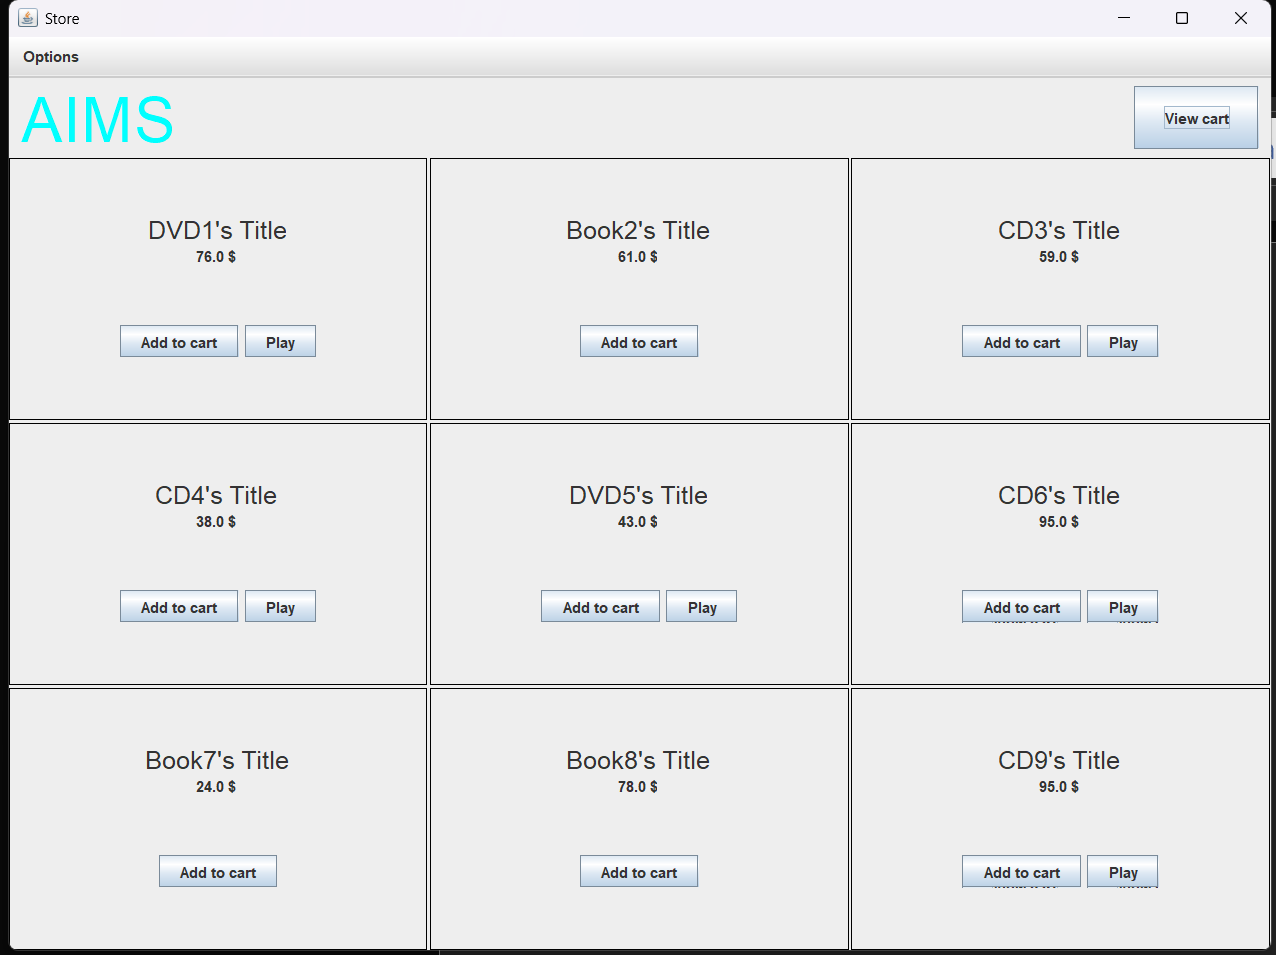 Store
Options
AIMS
View cart
DVD1's Title
76.0 $
Add to cart Play
Book2's Title
61.0 $
Add to cart
CD3's Title
59.0 $
Add to cart Play
CD4's Title
38.0 $
Add to cart Play
DVD5's Title
43.0 $
Add to cart Play
CD6's Title
95.0 $
Add to cart Play
Book7's Title
24.0 $
Add to cart
Book8's Title
78.0 $
Add to cart
CD9's Title
95.0 $
Add to cart Play